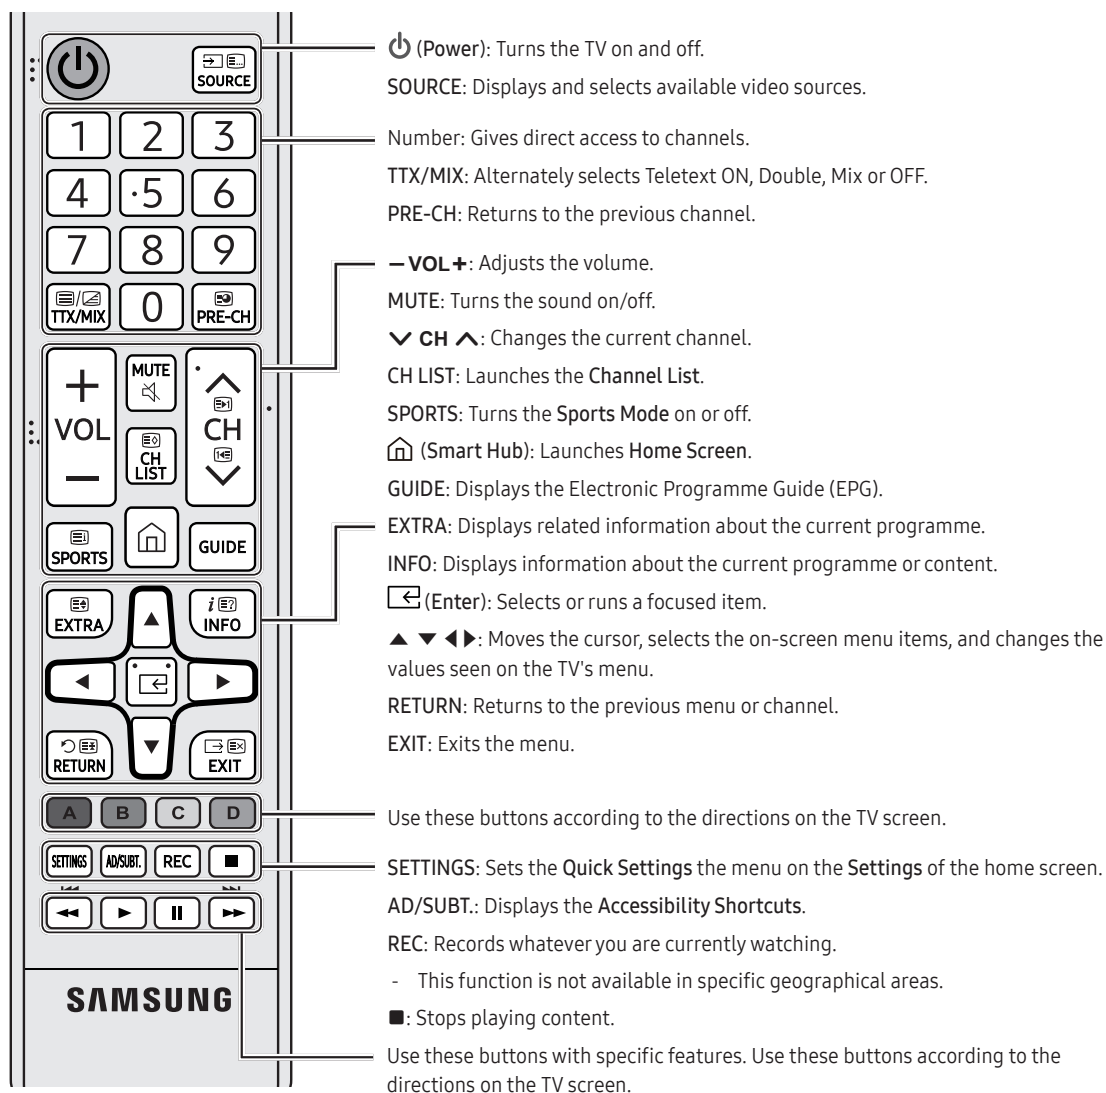 SOURCE
1 2 3
4 ·5 6
7 8 9
TTX/MIX 0 PRE-CH
+ MUTE
VOL CH
CH LIST
−
SPORTS GUIDE
EXTRA ▲ i INFO
◀ ▶
RETURN ▼ EXIT
A B C D
SETTINGS AD/SUBT. REC ■
SAMSUNG
(Power): Turns the TV on and off.
SOURCE: Displays and selects available video sources.
Number: Gives direct access to channels.
TTX/MIX: Alternately selects Teletext ON, Double, Mix or OFF.
PRE-CH: Returns to the previous channel.
– VOL +: Adjusts the volume.
MUTE: Turns the sound on/off.
CH : Changes the current channel.
CH LIST: Launches the Channel List.
SPORTS: Turns the Sports Mode on or off.
(Smart Hub): Launches Home Screen.
GUIDE: Displays the Electronic Programme Guide (EPG).
EXTRA: Displays related information about the current programme.
INFO: Displays information about the current programme or content.
(Enter): Selects or runs a focused item.
▲ ▼ ◀ ▶: Moves the cursor, selects the on-screen menu items, and changes the
values seen on the TV's menu.
RETURN: Returns to the previous menu or channel.
EXIT: Exits the menu.
Use these buttons according to the directions on the TV screen.
SETTINGS: Sets the Quick Settings the menu on the Settings of the home screen.
AD/SUBT.: Displays the Accessibility Shortcuts.
REC: Records whatever you are currently watching.
- This function is not available in specific geographical areas.
■: Stops playing content.
Use these buttons with specific features. Use these buttons according to the
directions on the TV screen.